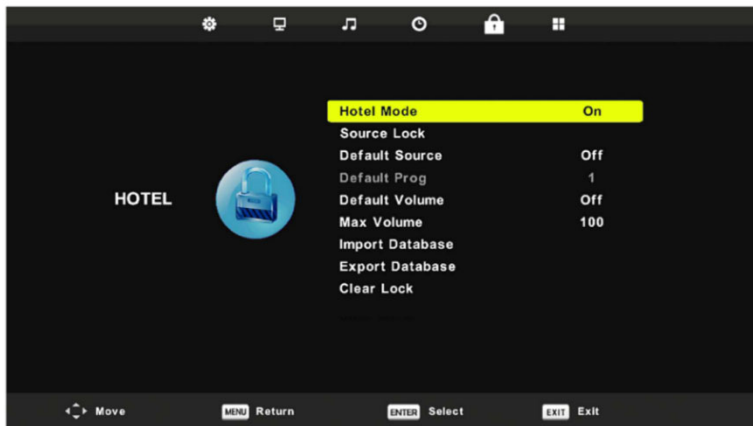 Hotel Mode On
Source Lock
Default Source Off
Default Prog 1
HOTEL
Default Volume Off
Max Volume 100
Import Database
Export Database
Clear Lock
Move MENU Return ENTER Select EXIT Exit